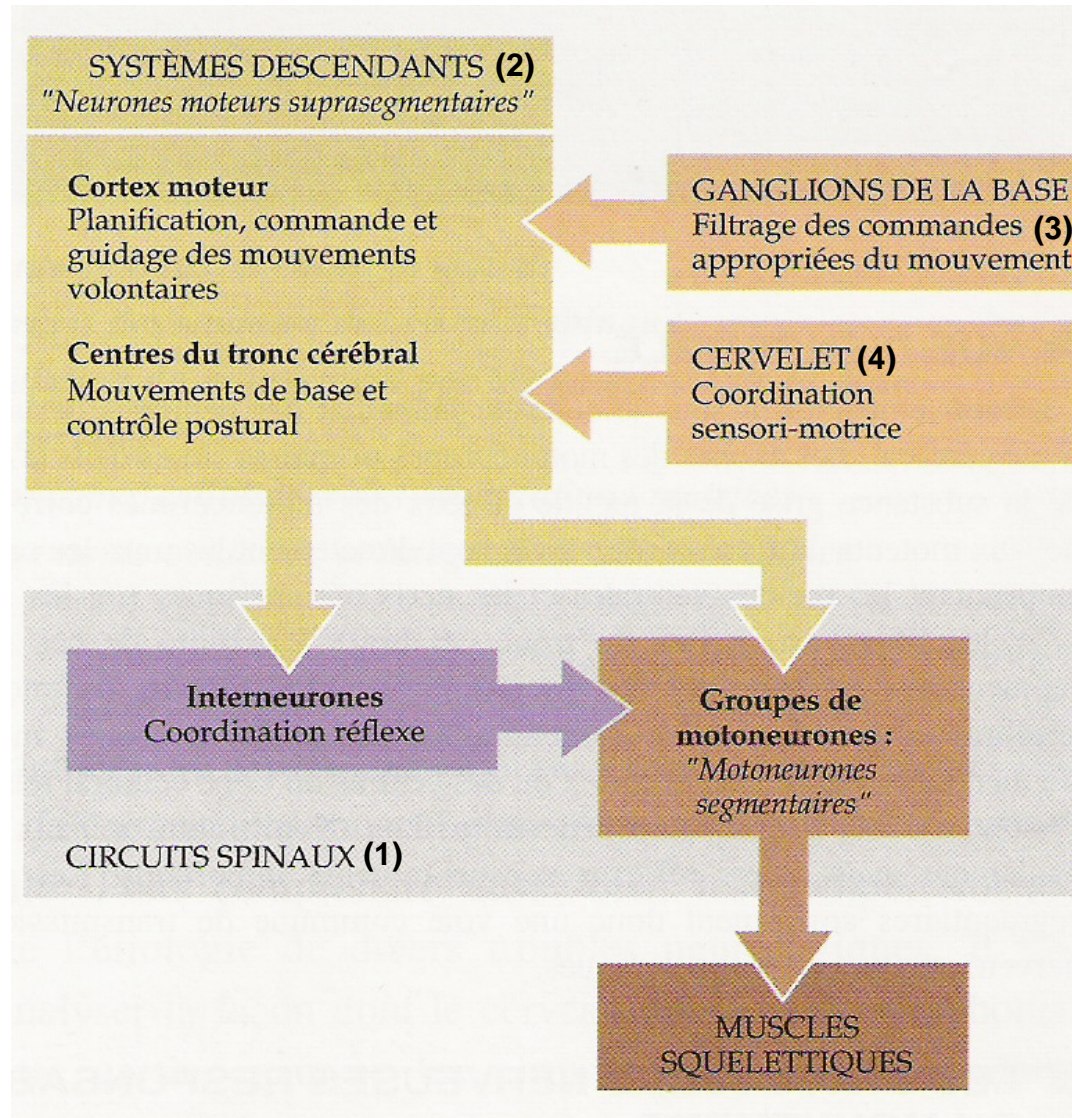 SYSTÈMES DESCENDANTS (2)
"Neurones moteurs suprasegmentaires"
Cortex moteur
Planification, commande et
guidage des mouvements
volontaires
Centres du tronc cérébral
Mouvements de base et
contrôle postural
GANGLIONS DE LA BASE
Filtrage des commandes (3)
appropriées du mouvement
CERVELET (4)
Coordination
sensori-motrice
Interneurones
Coordination réflexe
Groupes de
motoneurones :
"Motoneurones
segmentaires"
CIRCUITS SPINAUX (1)
MUSCLES
SQUELETTIQUES